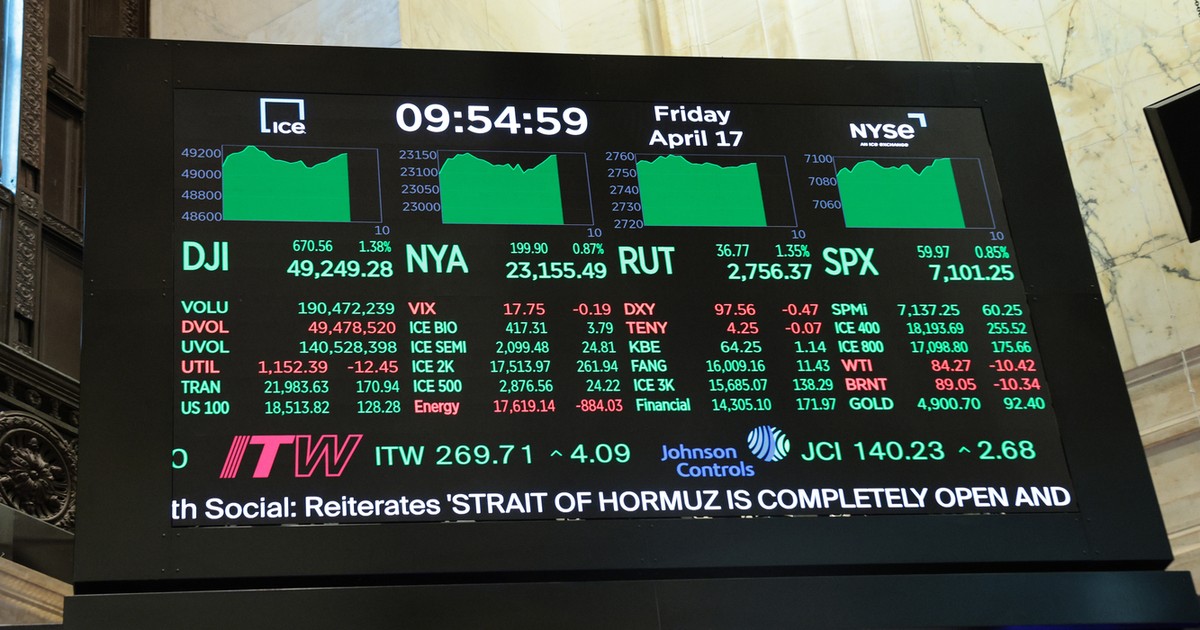 ICE
09:54:59
Friday
April 17
NYSE
AN ICE EXCHANGE
49200
49000
48800
48600
10
23150
23100
23050
23000
10
2760
2750
2740
2730
2720
10
7100
7080
7060
10
DJI 670.56 1.38%
49,249.28
NYA 199.90 0.87%
23,155.49
RUT 36.77 1.35%
2,756.37
SPX 59.97 0.85%
7,101.25
VOLU 190,472,239 VIX 17.75 -0.19 DXY 97.56 -0.47 SPMi 7,137.25 60.25
DVOL 49,478,520 ICE BIO 417.31 3.79 TENY 4.25 -0.07 ICE 400 18,193.69 255.52
UVOL 140,528,398 ICE SEMI 2,099.48 24.81 KBE 64.25 1.14 ICE 800 17,098.80 175.66
UTIL 1,152.39 -12.45 ICE 2K 17,513.97 261.94 FANG 16,009.16 11.43 WTI 84.27 -10.42
TRAN 21,983.63 170.94 ICE 500 2,876.56 24.22 ICE 3K 15,685.07 138.29 BRNT 89.05 -10.34
US 100 18,513.82 128.28 Energy 17,619.14 -884.03 Financial 14,305.10 171.97 GOLD 4,900.70 92.40
0 ITW ITW 269.71 ^ 4.09 Johnson Controls JCI 140.23 ^ 2.68
th Social: Reiterates 'STRAIT OF HORMUZ IS COMPLETELY OPEN AND